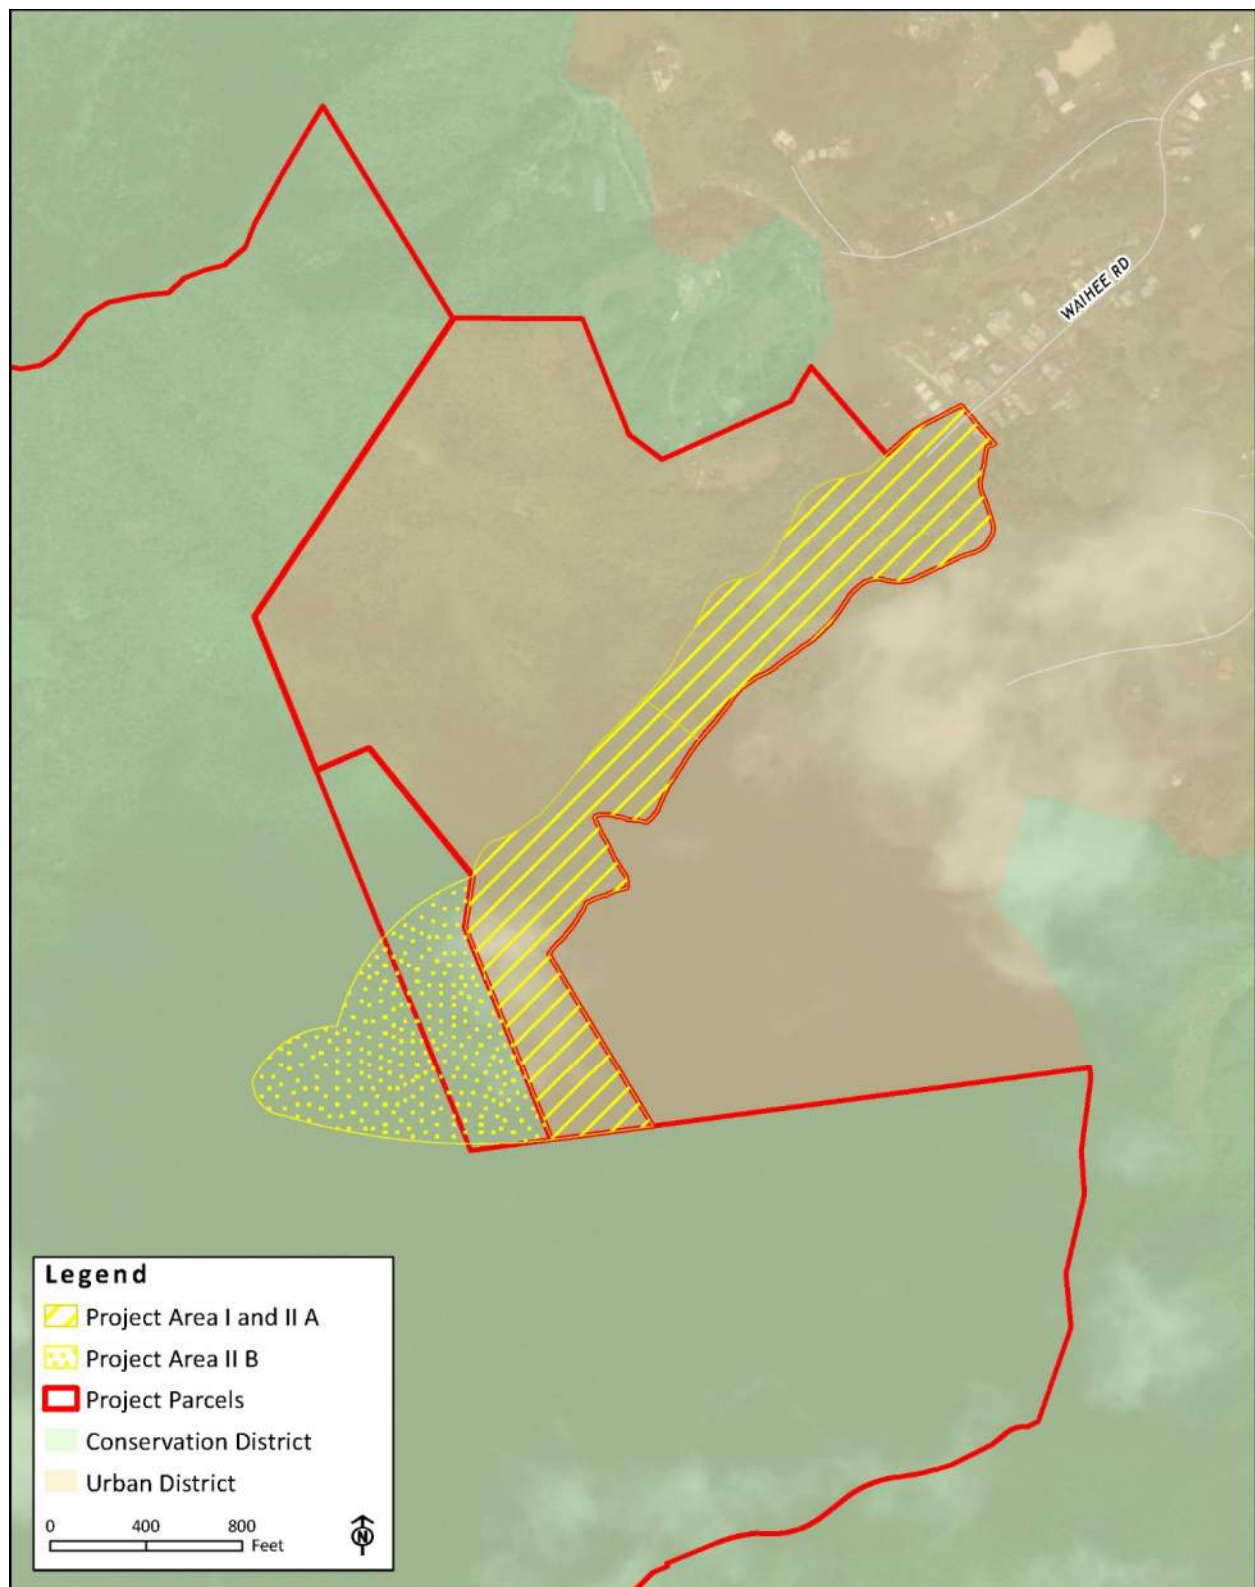 WAIHEE RD
Legend
Project Area I and II A
Project Area II B
Project Parcels
Conservation District
Urban District
0 400 800
Feet
N